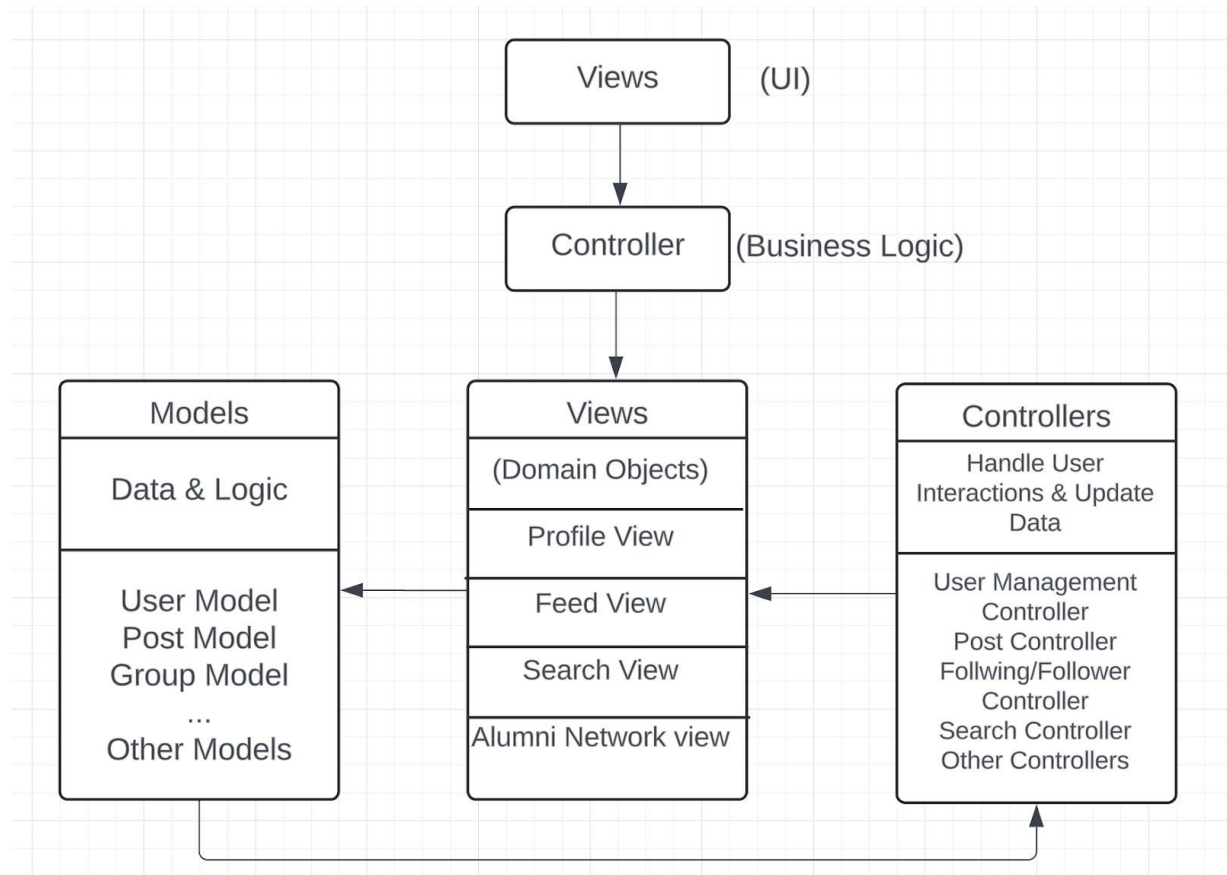 Views
(UI)
Controller
(Business Logic)
Models
Data & Logic
User Model
Post Model
Group Model
...
Other Models
Views
(Domain Objects)
Profile View
Feed View
Search View
Alumni Network view
Controllers
Handle User
Interactions & Update
Data
User Management
Controller
Post Controller
Follwing/Follower
Controller
Search Controller
Other Controllers